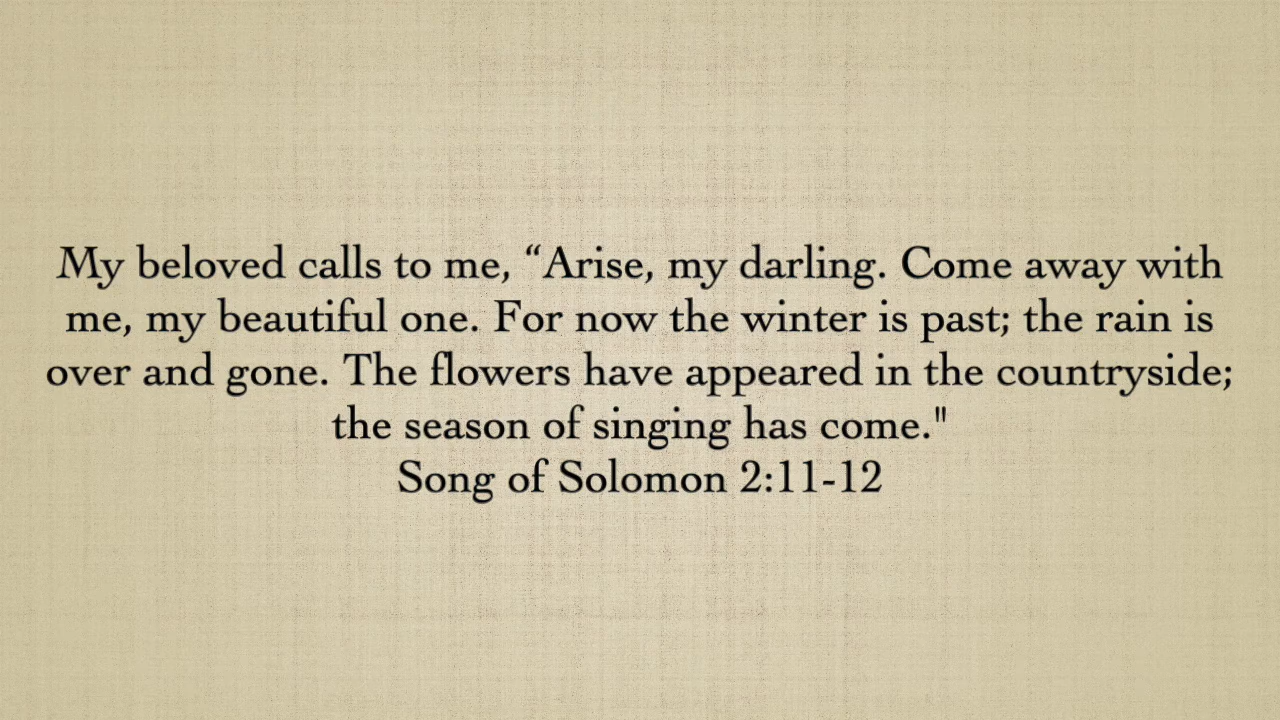 My beloved calls to me, “Arise, my darling. Come away with
me, my beautiful one. For now the winter is past; the rain is
over and gone. The flowers have appeared in the countryside;
the season of singing has come."
Song of Solomon 2:11-12